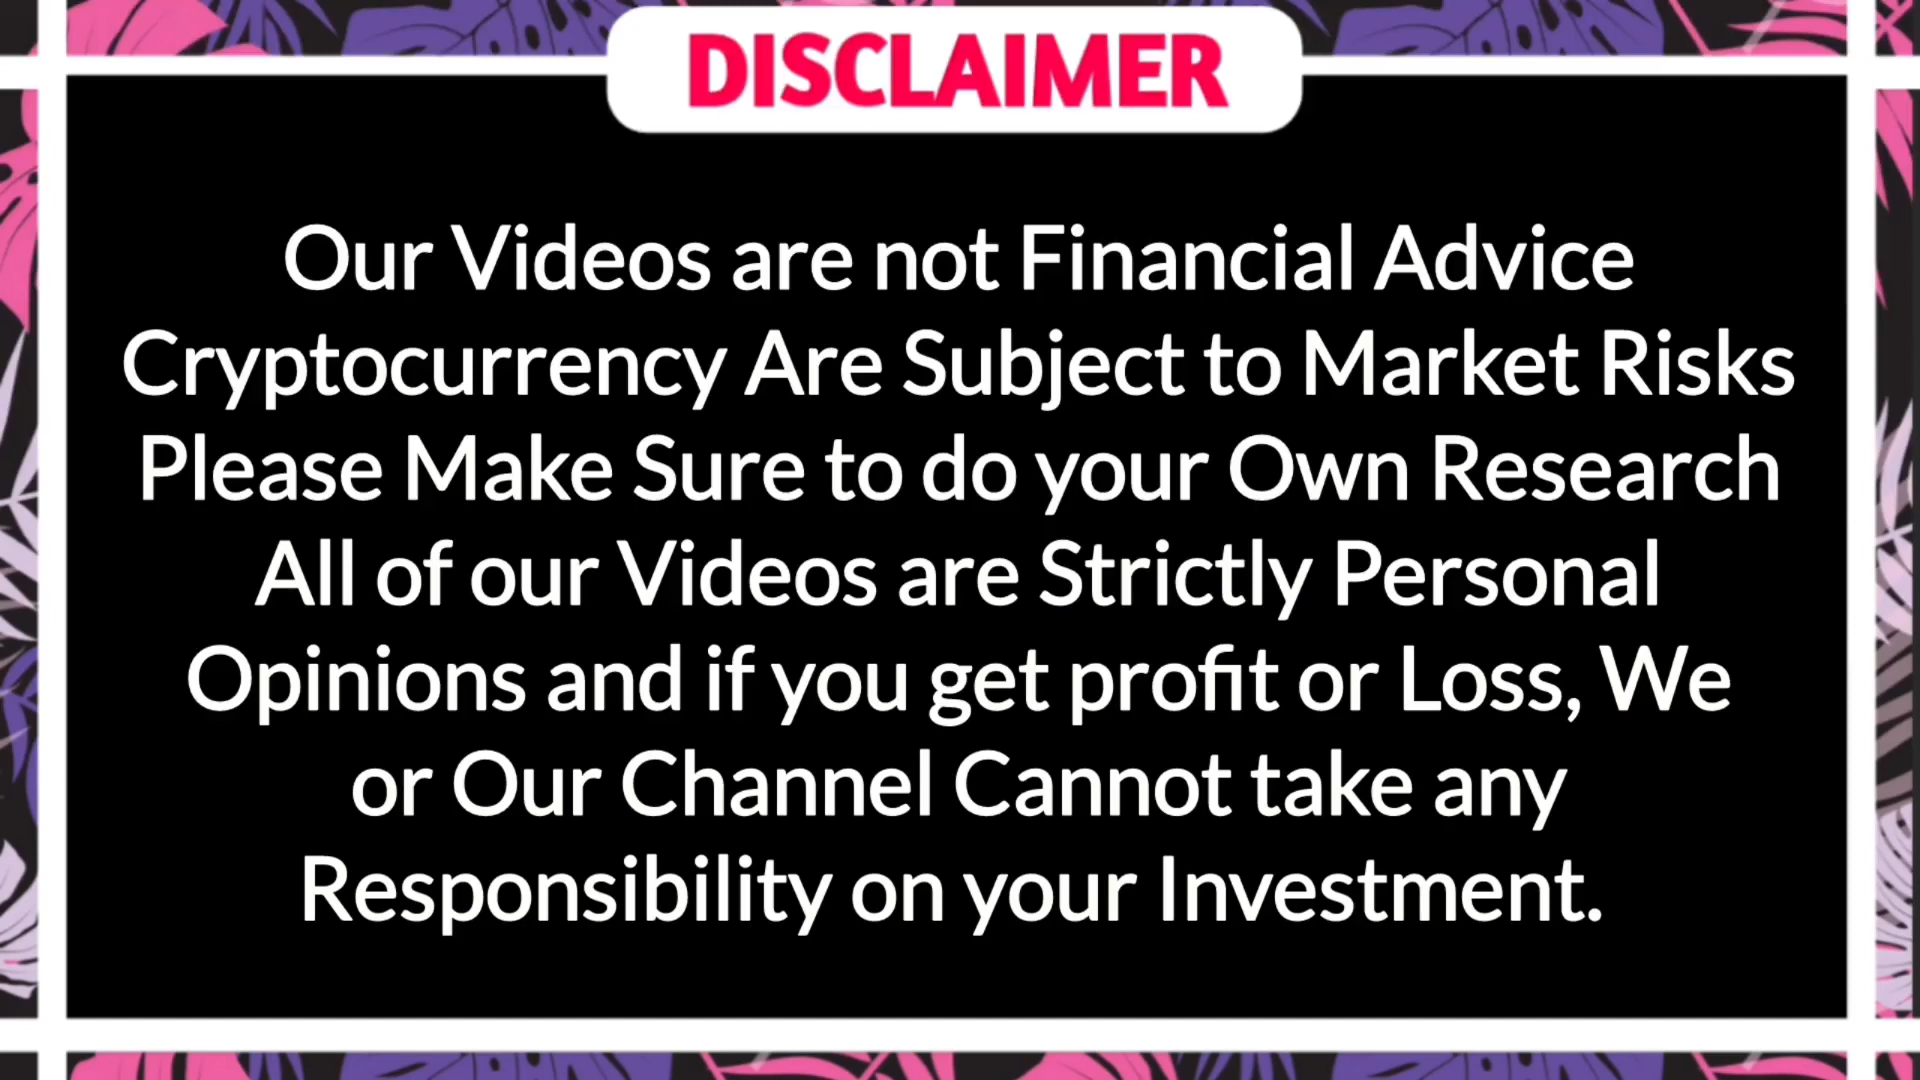 DISCLAIMER
Our Videos are not Financial Advice
Cryptocurrency Are Subject to Market Risks
Please Make Sure to do your Own Research
All of our Videos are Strictly Personal
Opinions and if you get profit or Loss, We
or Our Channel Cannot take any
Responsibility on your Investment.